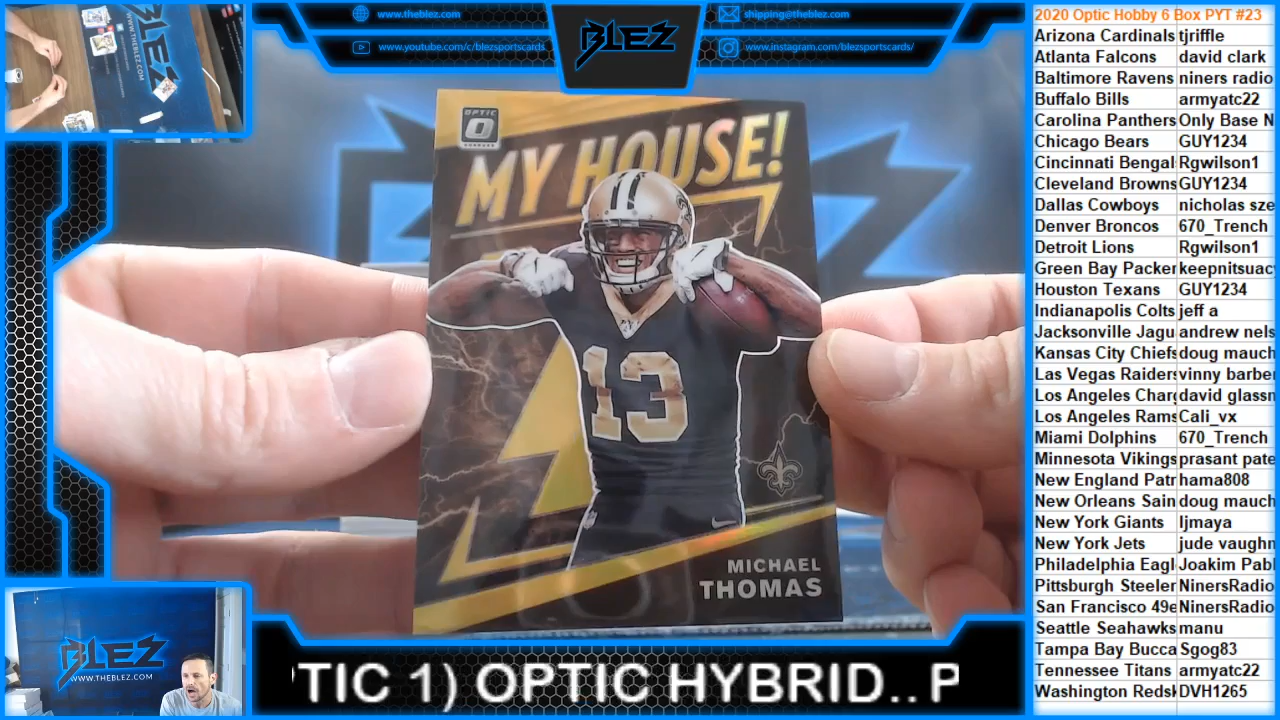 www.theblez.com
shipping@theblez.com
www.youtube.com/c/blezsportscards
www.instagram.com/blezsportscards/
BLEZ
OPTIC
MY HOUSE!
13
MICHAEL
THOMAS
BLEZ
WWW.THEBLEZ.COM
TIC 1) OPTIC HYBRID.. P
2020 Optic Hobby 6 Box PYT #23
Arizona Cardinals tjriffle
Atlanta Falcons david clark
Baltimore Ravens niners radio
Buffalo Bills armyatc22
Carolina Panthers Only Base N
Chicago Bears GUY1234
Cincinnati Bengal Rgwilson1
Cleveland Browns GUY1234
Dallas Cowboys nicholas sze
Denver Broncos 670_Trench
Detroit Lions Rgwilson1
Green Bay Packer keepnitsuac
Houston Texans GUY1234
Indianapolis Colts jeff a
Jacksonville Jagu andrew nels
Kansas City Chiefs doug mauch
Las Vegas Raiders vinny barber
Los Angeles Charg david glassn
Los Angeles Rams Cali_vx
Miami Dolphins 670_Trench
Minnesota Vikings prasant pate
New England Patr hama808
New Orleans Sain doug mauch
New York Giants ljmaya
New York Jets jude vaughn
Philadelphia Eagl Joakim Pabl
Pittsburgh Steeler NinersRadio
San Francisco 49e NinersRadio
Seattle Seahawks manu
Tampa Bay Bucca Sgog83
Tennessee Titans armyatc22
Washington Redsk DVH1265